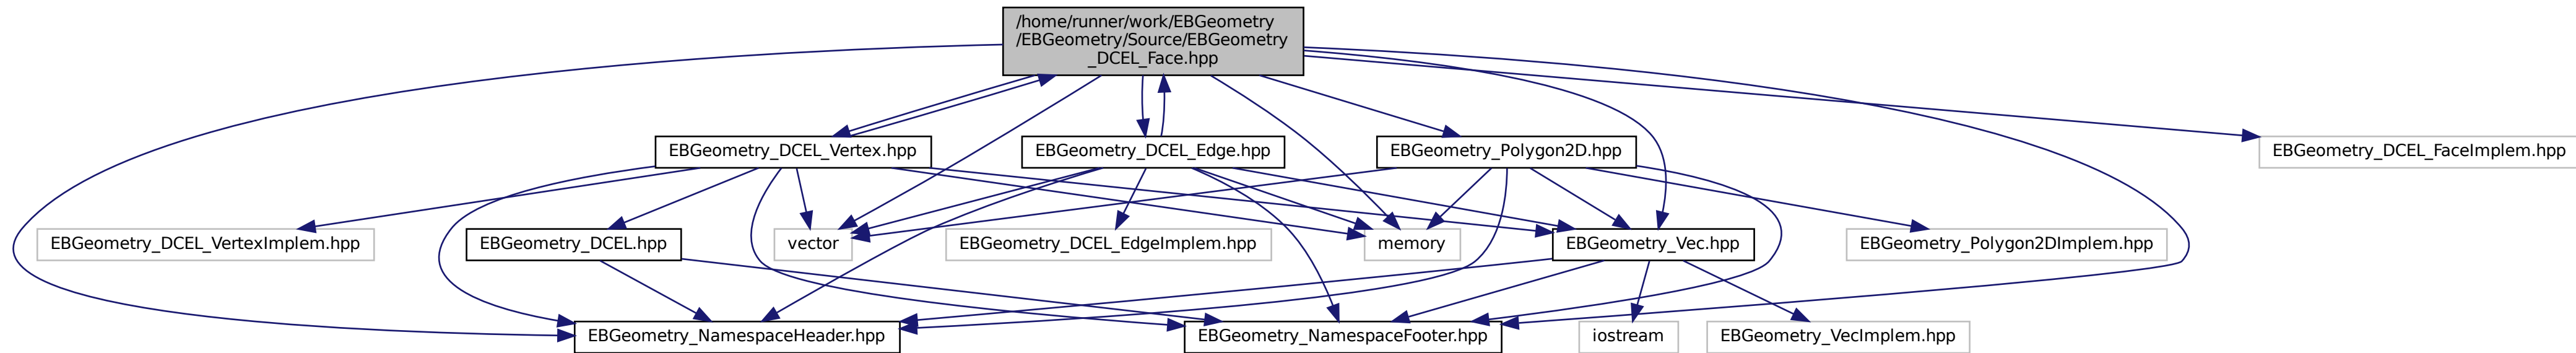 /home/runner/work/EBGeometry
/EBGeometry/Source/EBGeometry
_DCEL_Face.hpp
EBGeometry_DCEL_Vertex.hpp
EBGeometry_DCEL_Edge.hpp
EBGeometry_Polygon2D.hpp
EBGeometry_DCEL_FaceImplem.hpp
EBGeometry_DCEL_VertexImplem.hpp
EBGeometry_DCEL.hpp
vector
EBGeometry_DCEL_EdgeImplem.hpp
memory
EBGeometry_Vec.hpp
EBGeometry_Polygon2DImplem.hpp
EBGeometry_NamespaceHeader.hpp
EBGeometry_NamespaceFooter.hpp
iostream
EBGeometry_VecImplem.hpp